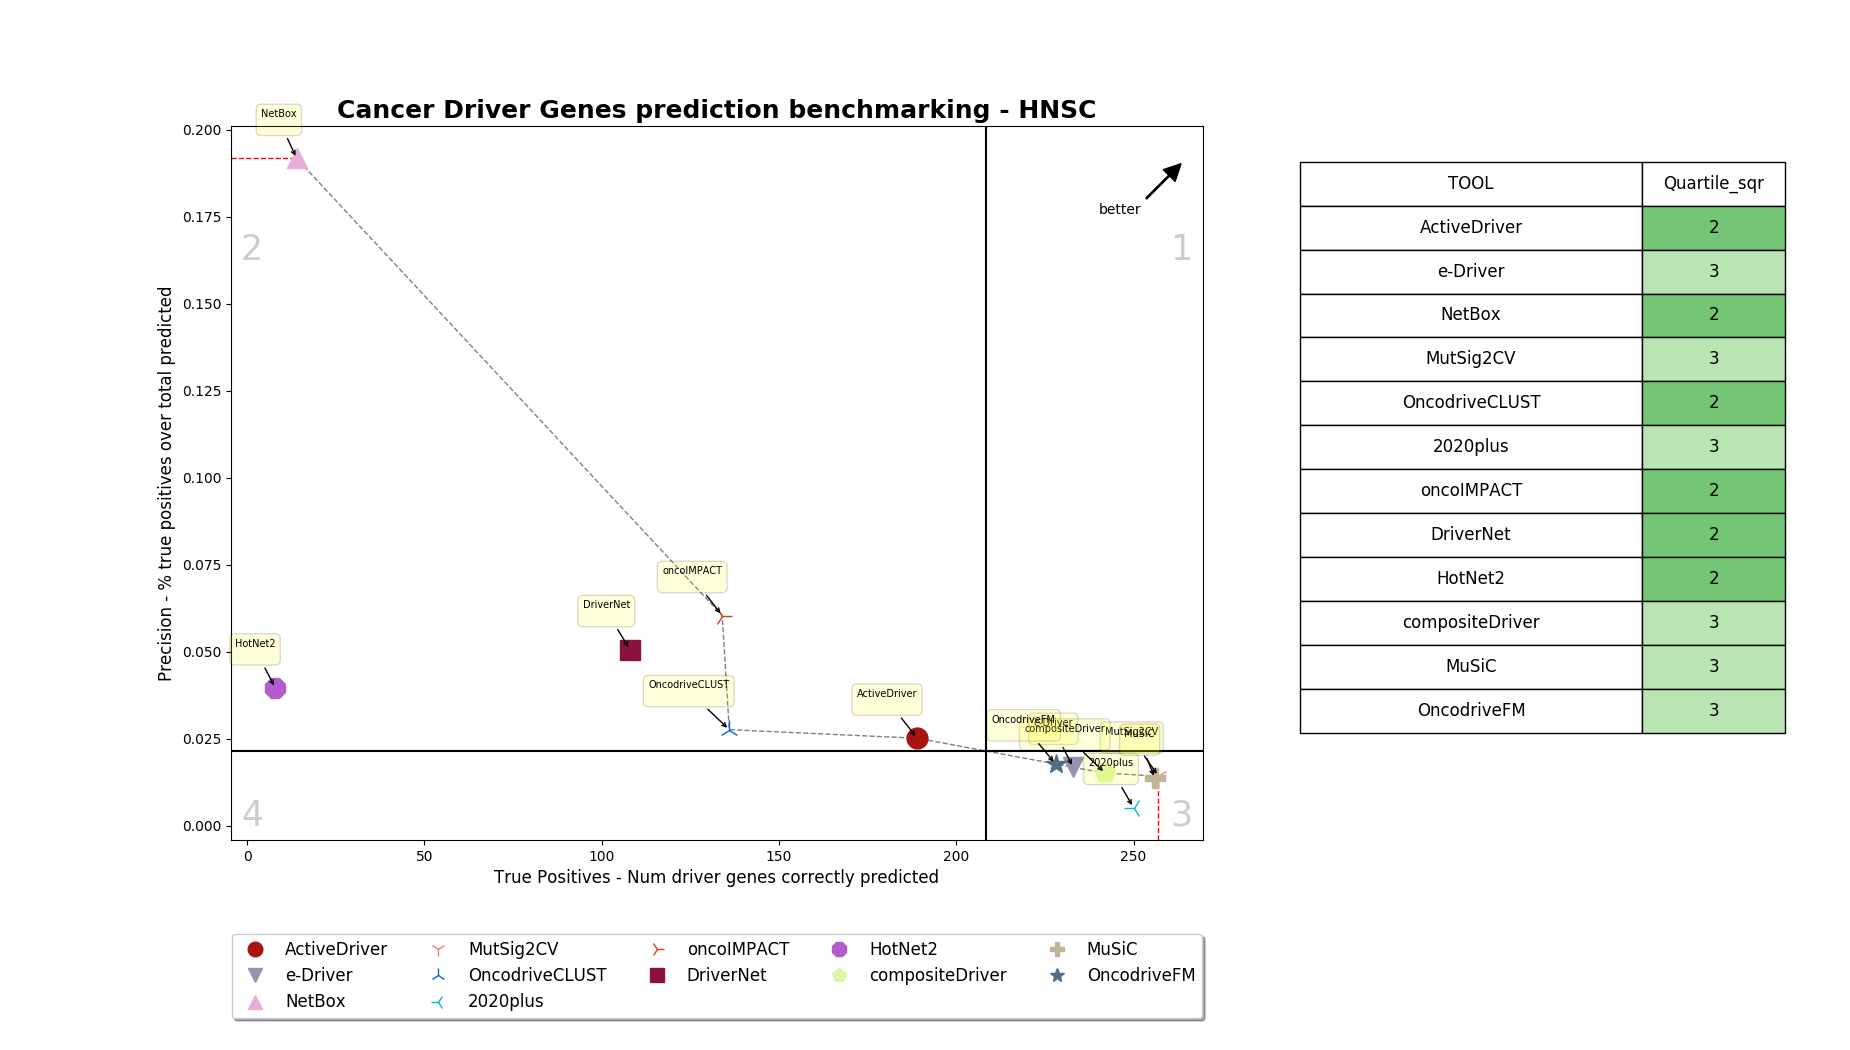 Cancer Driver Genes prediction benchmarking - HNSC
Precision - % true positives over total predicted
0.200
0.175
0.150
0.125
0.100
0.075
0.050
0.025
0.000
0
50
100
150
200
250
True Positives - Num driver genes correctly predicted
2
1
4
3
better
NetBox
oncoIMPACT
DriverNet
HotNet2
OncodriveCLUST
ActiveDriver
OncodriveFM
e-Driver
compositeDriver
MutSig2CV
MuSiC
2020plus
TOOL Quartile_sqr
ActiveDriver 2
e-Driver 3
NetBox 2
MutSig2CV 3
OncodriveCLUST 2
2020plus 3
oncoIMPACT 2
DriverNet 2
HotNet2 2
compositeDriver 3
MuSiC 3
OncodriveFM 3
ActiveDriver MutSig2CV oncoIMPACT HotNet2 MuSiC
e-Driver OncodriveCLUST DriverNet compositeDriver OncodriveFM
NetBox 2020plus